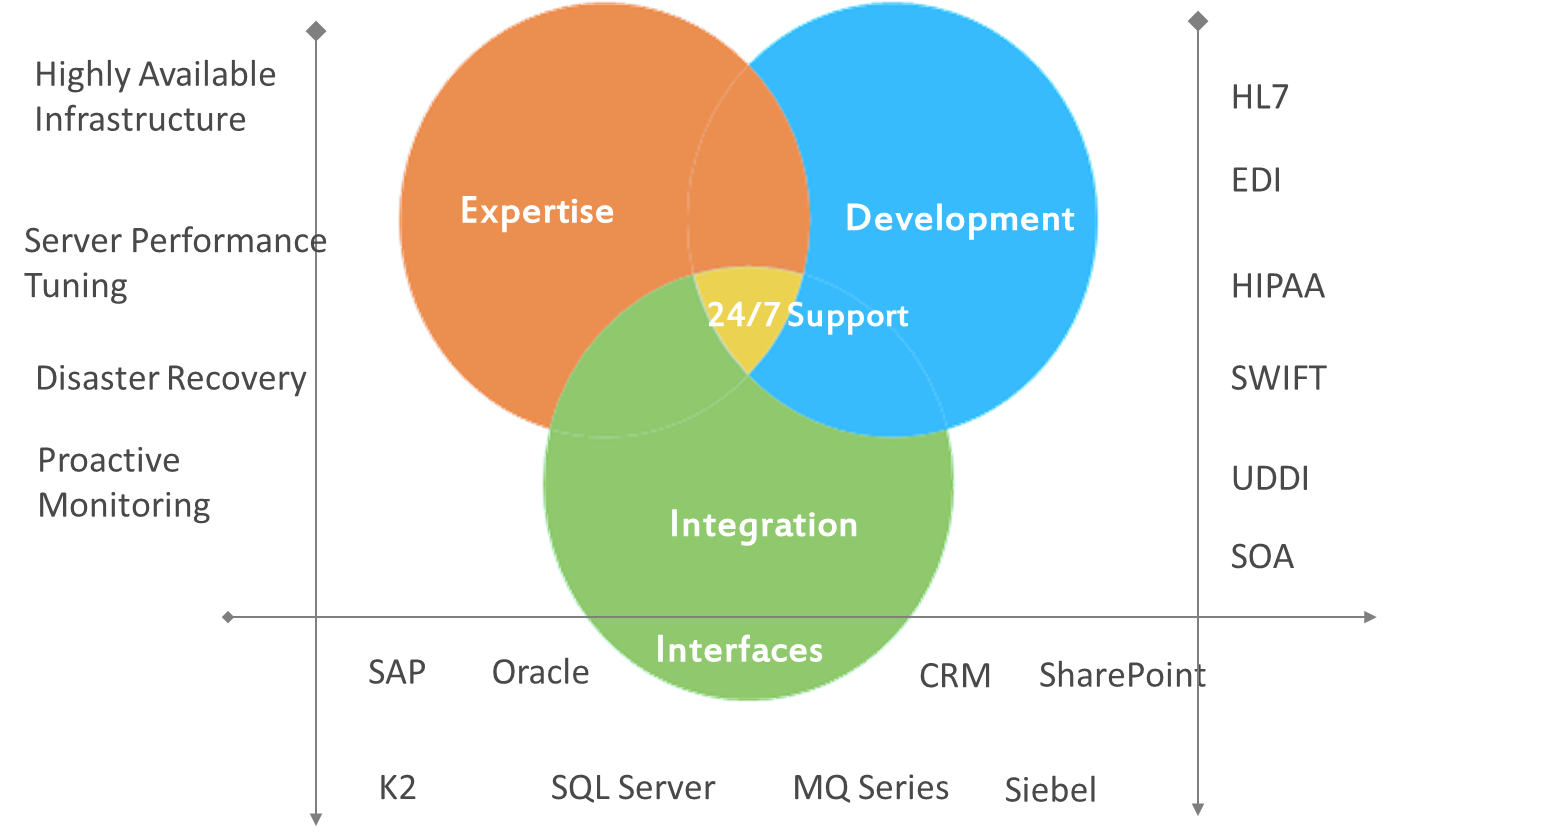 Highly Available
Infrastructure
Server Performance
Tuning
Disaster Recovery
Proactive
Monitoring
Expertise
Development
24/7 Support
Integration
Interfaces
HL7
EDI
HIPAA
SWIFT
UDDI
SOA
SAP
Oracle
CRM
SharePoint
K2
SQL Server
MQ Series
Siebel